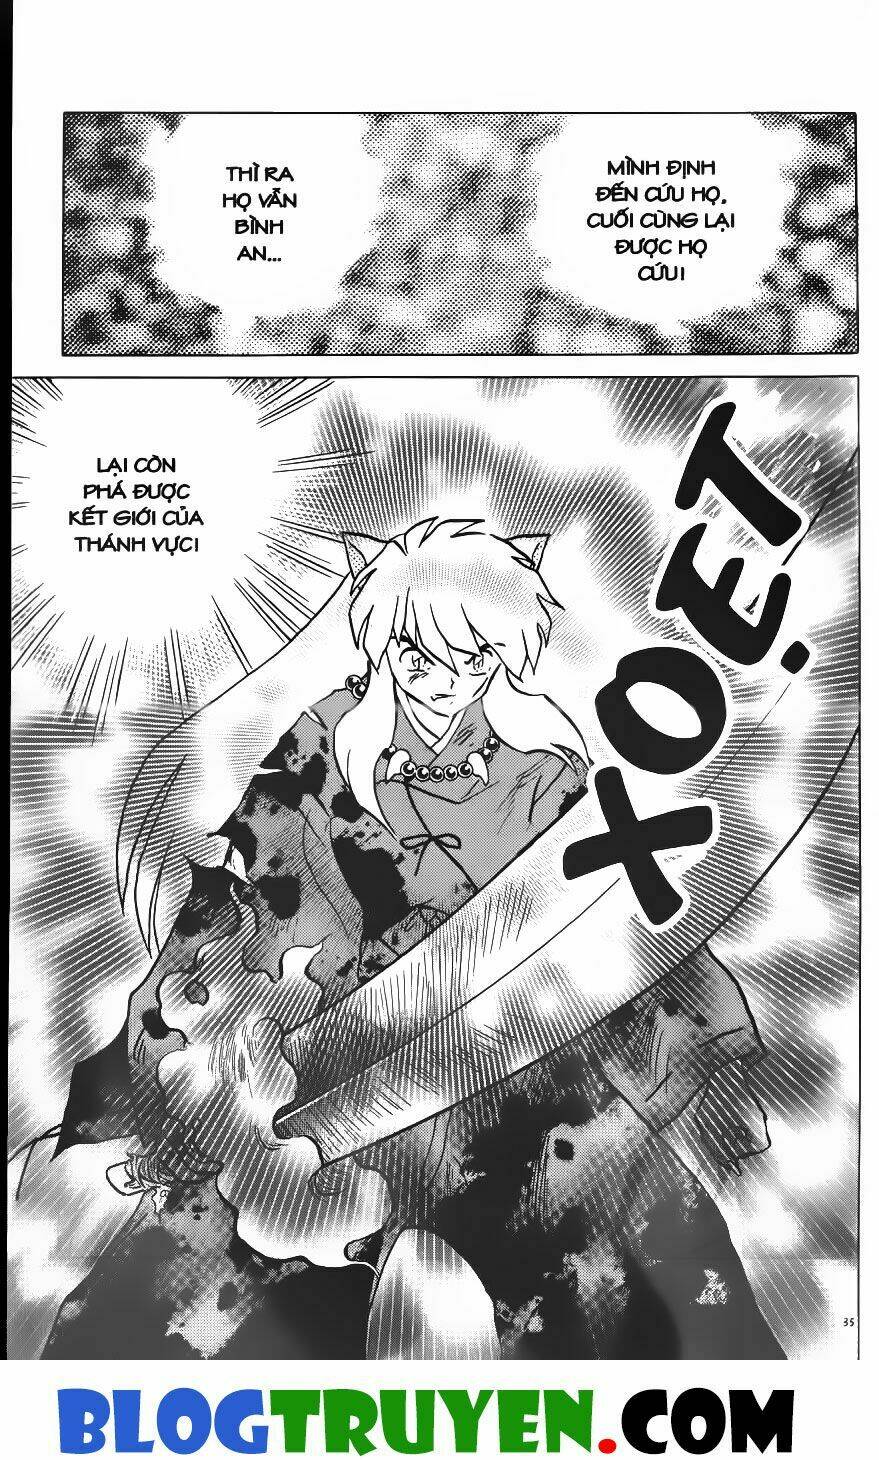 THÌ RA
HỌ VẪN
BÌNH
AN...
MÌNH ĐỊNH
ĐẾN CỨU HỌ,
CUỐI CÙNG LẠI
ĐƯỢC HỌ
CỨU!
LẠI CÒN
PHÁ ĐƯỢC
KẾT GIỚI CỦA
THÁNH VỰC!
XOẸT
35
BLOGTRUYEN.COM